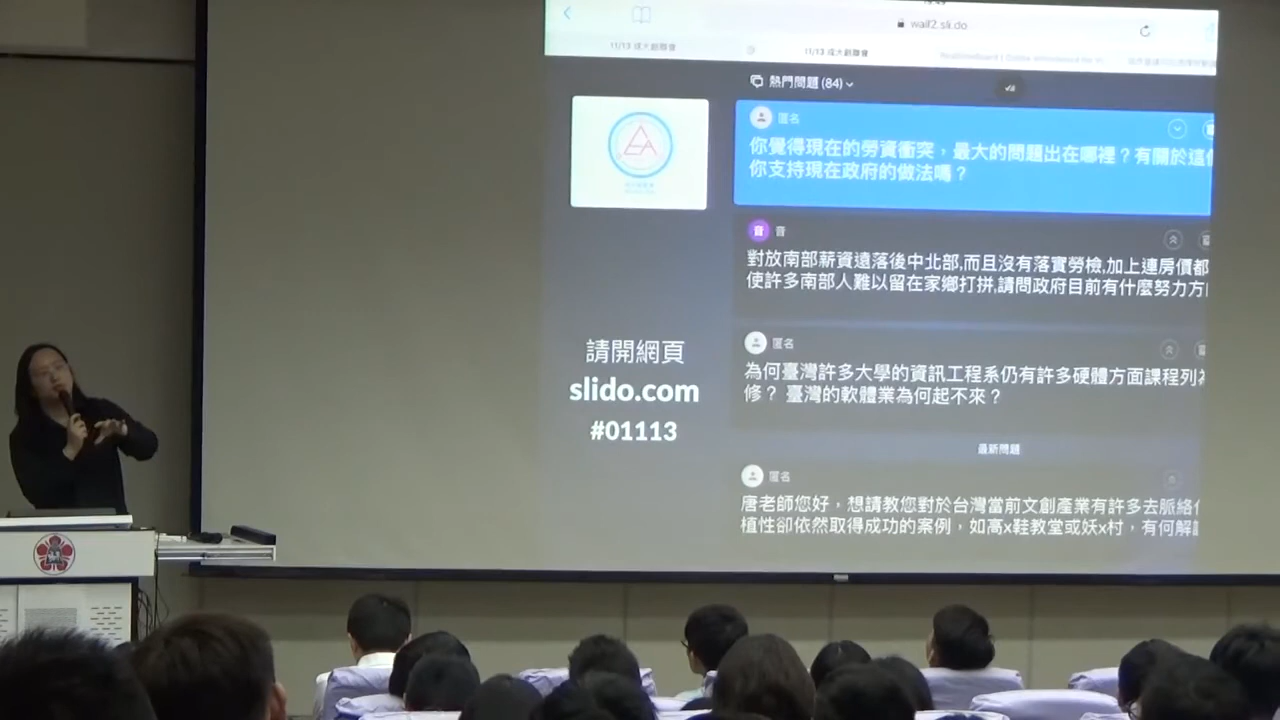 wall2.sli.do
11/13 成大創聯會
11/13 成大創聯會
熱門問題 (84)
匿名
你覺得現在的勞資衝突，最大的問題出在哪裡？有關於這
你支持現在政府的做法嗎？
音 音
對放南部薪資遠落後中北部,而且沒有落實勞檢,加上連房價都
使許多南部人難以留在家鄉打拼,請問政府目前有什麼努力方
匿名
為何臺灣許多大學的資訊工程系仍有許多硬體方面課程列
修？ 臺灣的軟體業為何起不來？
最新問題
匿名
唐老師您好，想請教您對於台灣當前文創產業有許多去脈絡
植性卻依然取得成功的案例，如高x鞋教堂或妖x村，有何解
請開網頁
slido.com
#01113